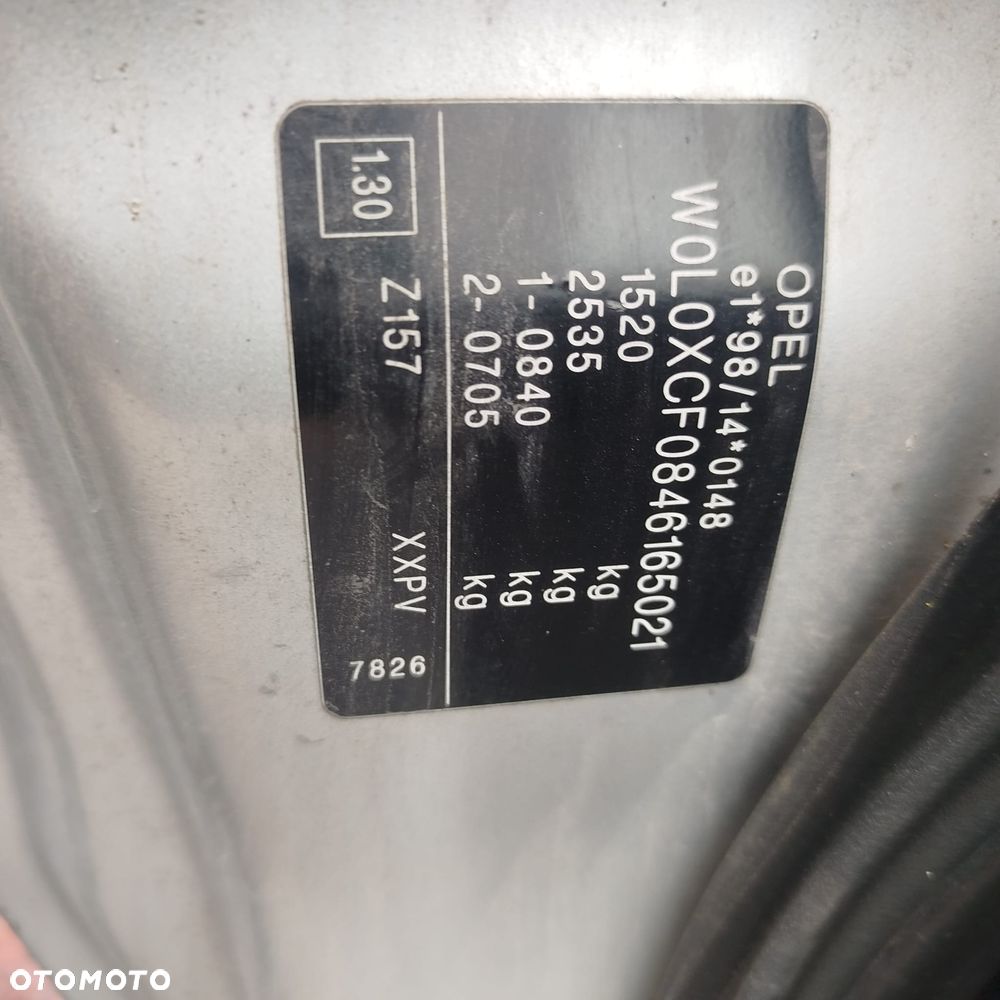 OPEL
e1*98/14*0148
W0L0XCF0846165021
1520 kg
2535 kg
1- 0840 kg
2- 0705 kg
1.30 Z157 XXPV 7826
OTOMOTO